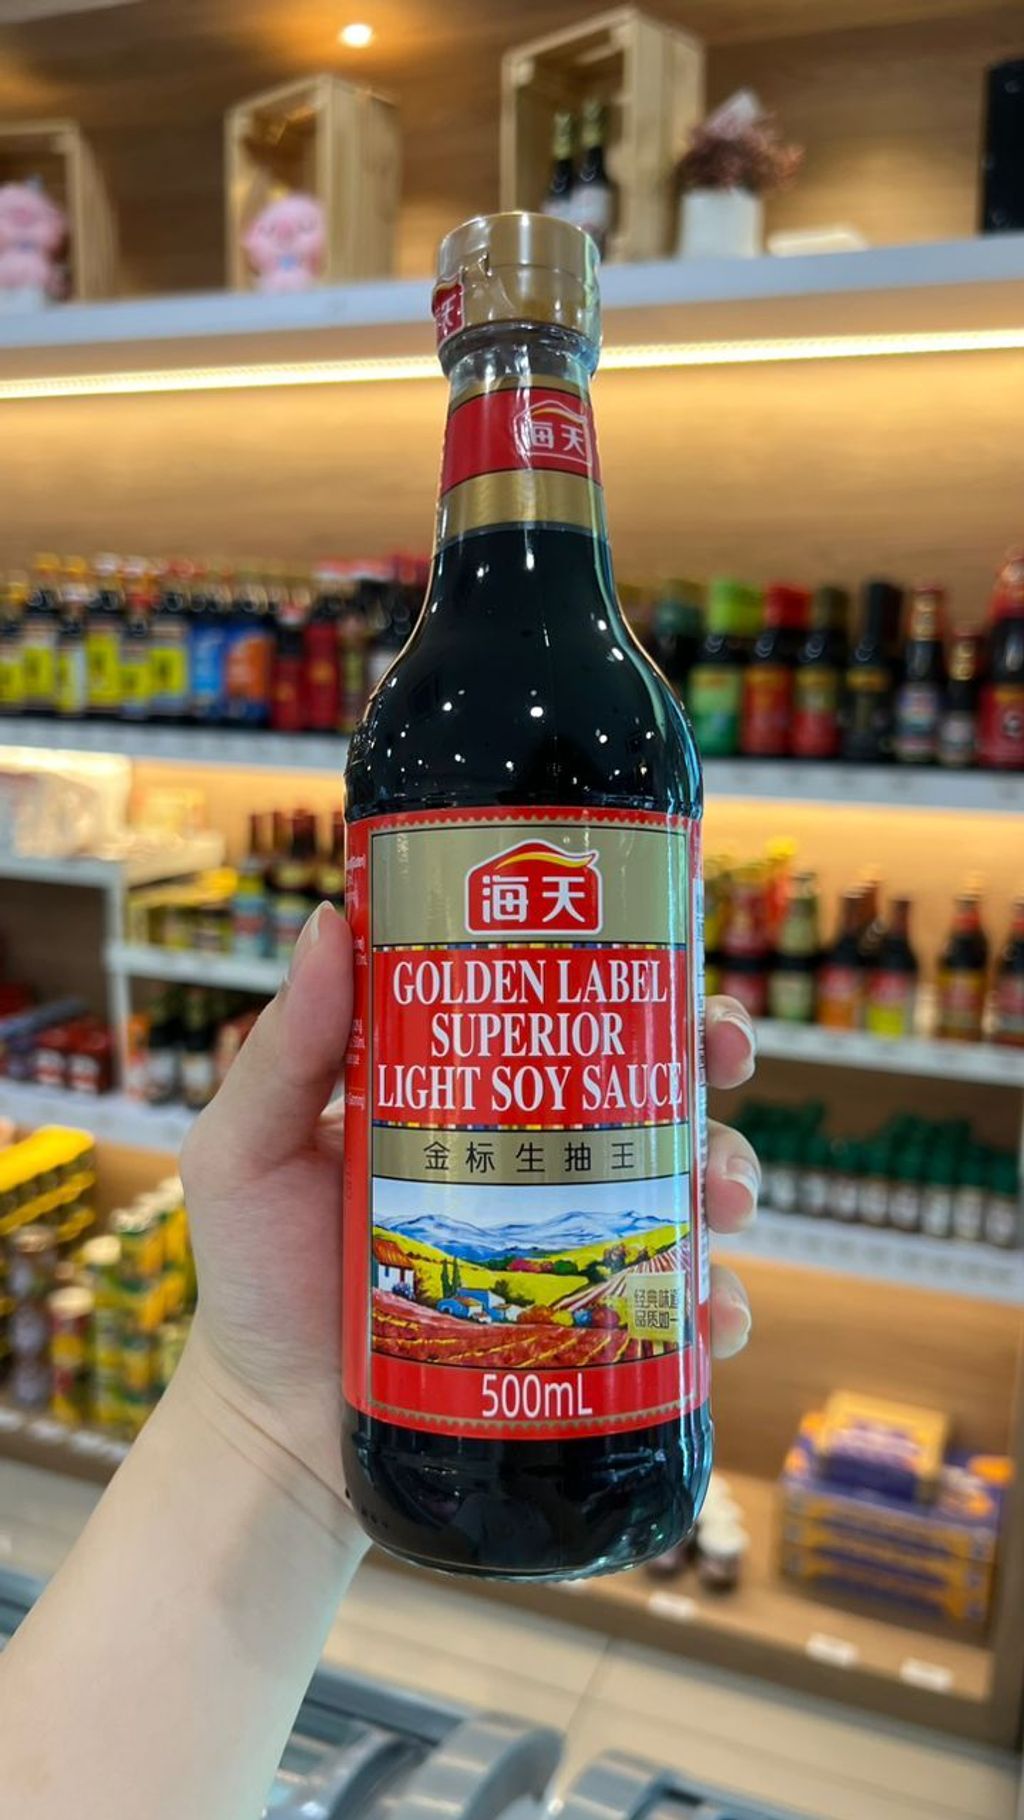 海天
海天
GOLDEN LABEL
SUPERIOR
LIGHT SOY SAUCE
金标生抽王
经典味道
品质如一
500mL